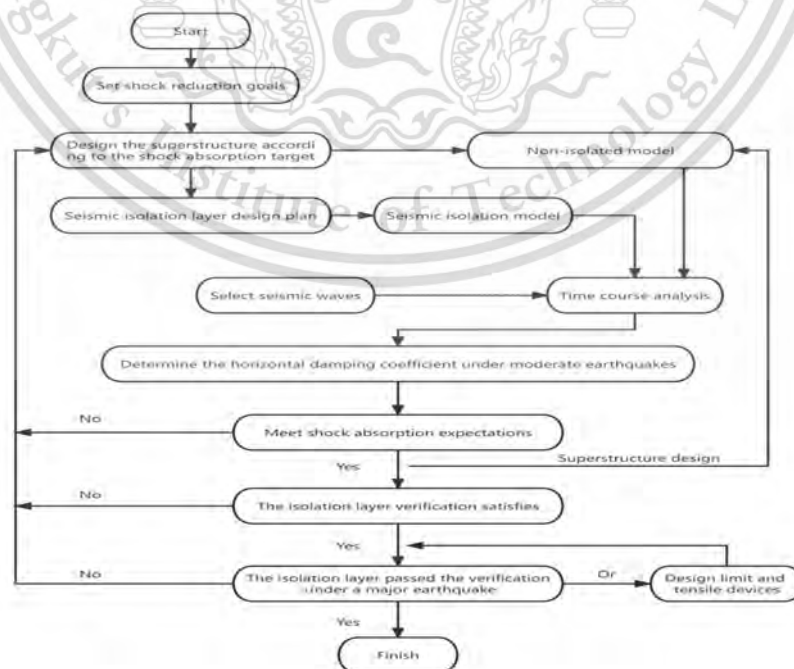 Start
Set shock reduction goals
Design the superstructure accordi
ng to the shock absorption target
Non-isolated model
Seismic isolation layer design plan
Seismic isolation model
Select seismic waves
Time course analysis
Determine the horizontal damping coefficient under moderate earthquakes
No
Meet shock absorption expectations
Yes
Superstructure design
No
The isolation layer verification satisfies
Yes
No
The isolation layer passed the verification
under a major earthquake
Or
Design limit and
tensile devices
Yes
Finish
's Institute of Technology